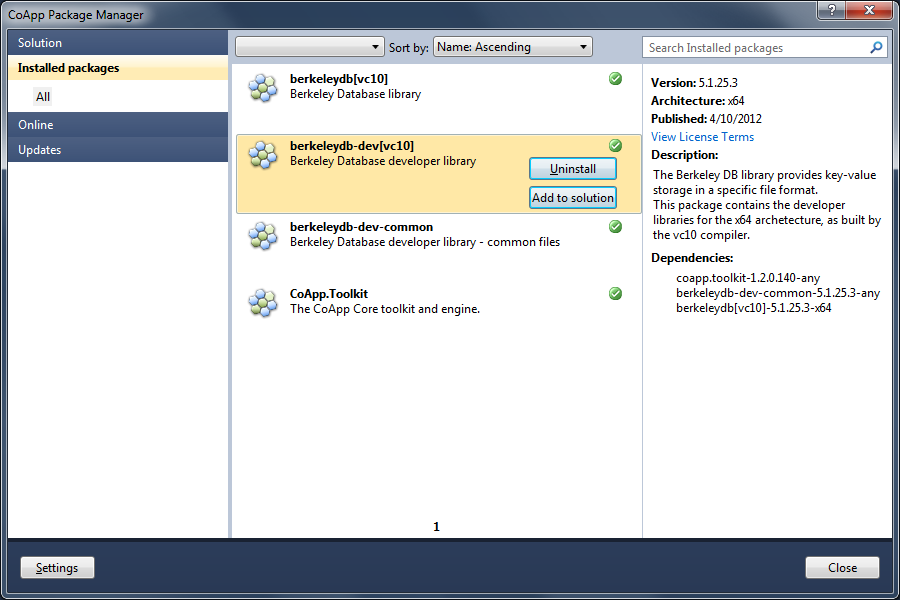 CoApp Package Manager
?
Solution
Installed packages
All
Online
Updates
Sort by: Name: Ascending
Search Installed packages
berkeleydb[vc10]
Berkeley Database library
berkeleydb-dev[vc10]
Berkeley Database developer library
Uninstall
Add to solution
berkeleydb-dev-common
Berkeley Database developer library - common files
CoApp.Toolkit
The CoApp Core toolkit and engine.
1
Version: 5.1.25.3
Architecture: x64
Published: 4/10/2012
View License Terms
Description:
The Berkeley DB library provides key-value
storage in a specific file format.
This package contains the developer
libraries for the x64 archetecture, as built by
the vc10 compiler.
Dependencies:
coapp.toolkit-1.2.0.140-any
berkeleydb-dev-common-5.1.25.3-any
berkeleydb[vc10]-5.1.25.3-x64
Settings
Close